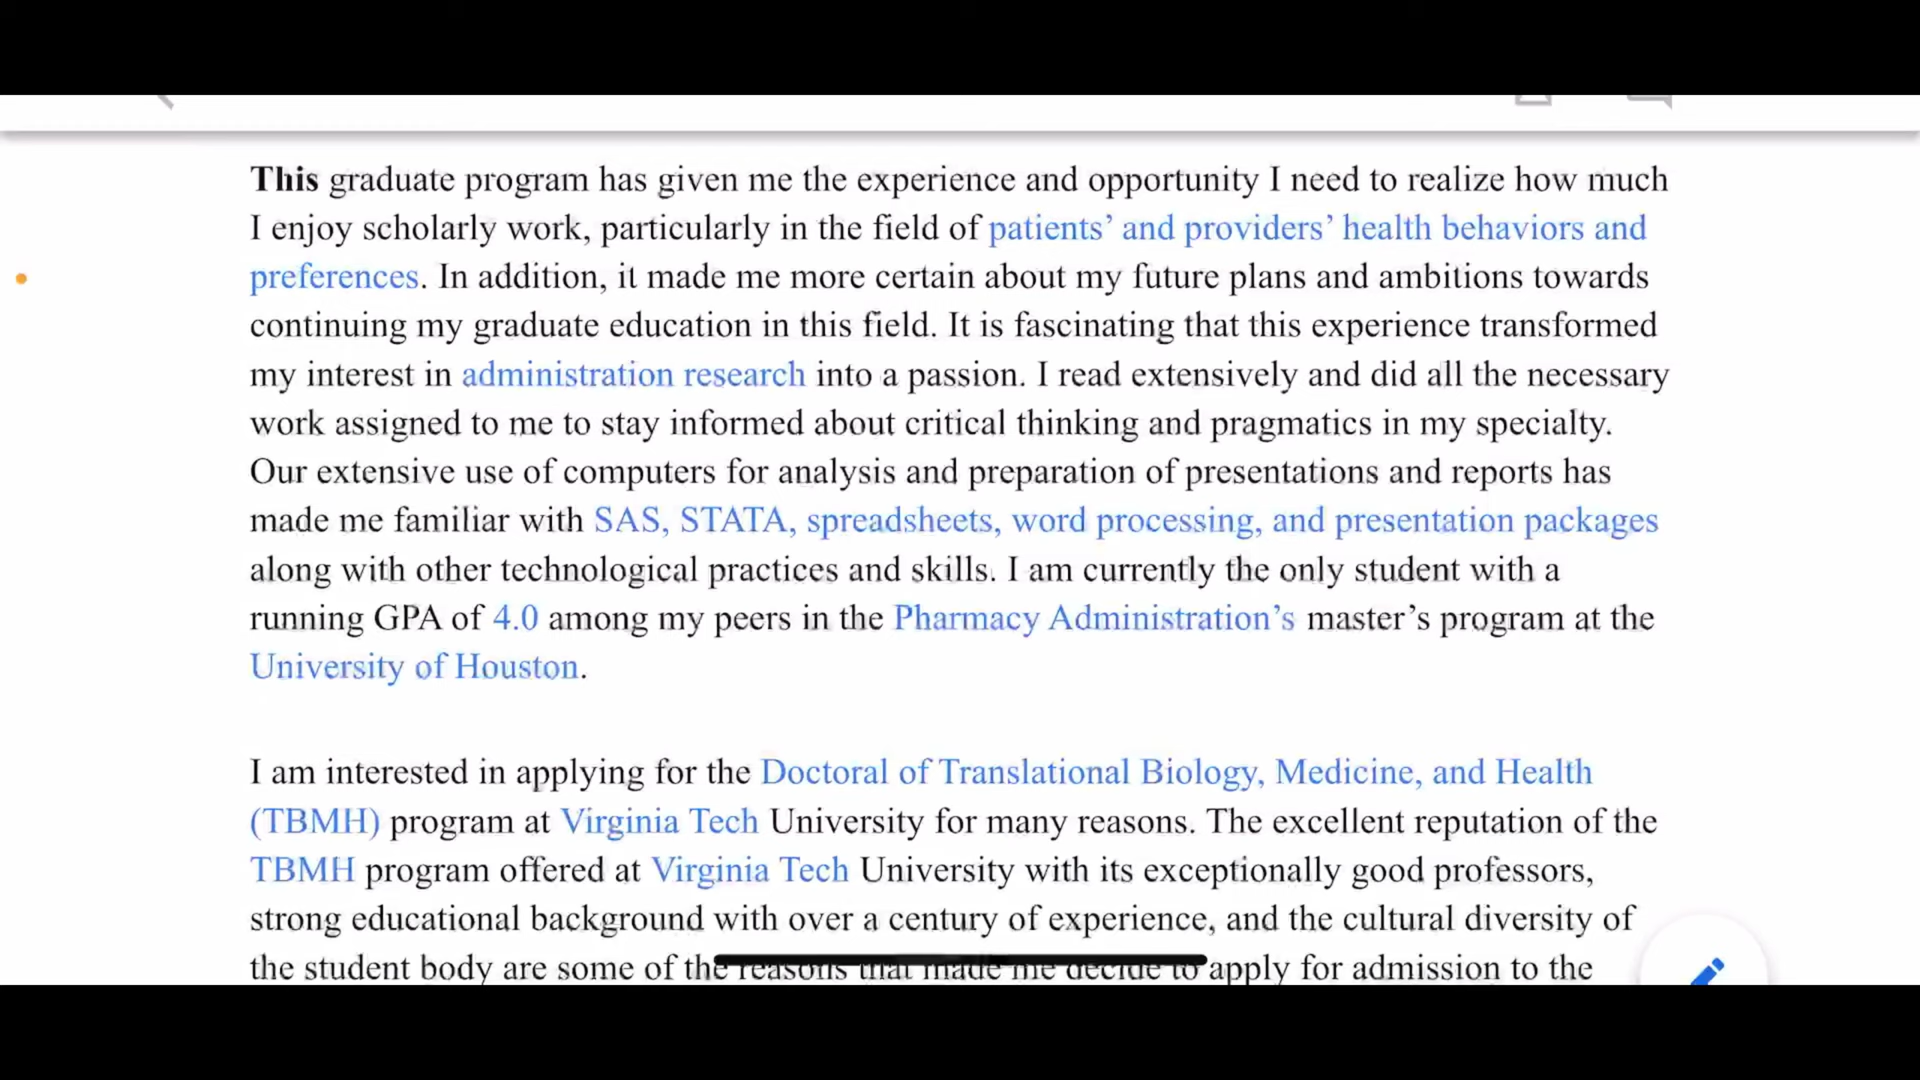 This graduate program has given me the experience and opportunity I need to realize how much
I enjoy scholarly work, particularly in the field of patients’ and providers’ health behaviors and
preferences. In addition, it made me more certain about my future plans and ambitions towards
continuing my graduate education in this field. It is fascinating that this experience transformed
my interest in administration research into a passion. I read extensively and did all the necessary
work assigned to me to stay informed about critical thinking and pragmatics in my specialty.
Our extensive use of computers for analysis and preparation of presentations and reports has
made me familiar with SAS, STATA, spreadsheets, word processing, and presentation packages
along with other technological practices and skills. I am currently the only student with a
running GPA of 4.0 among my peers in the Pharmacy Administration’s master’s program at the
University of Houston.
I am interested in applying for the Doctoral of Translational Biology, Medicine, and Health
(TBMH) program at Virginia Tech University for many reasons. The excellent reputation of the
TBMH program offered at Virginia Tech University with its exceptionally good professors,
strong educational background with over a century of experience, and the cultural diversity of
the student body are some of the reasons that made me decide to apply for admission to the